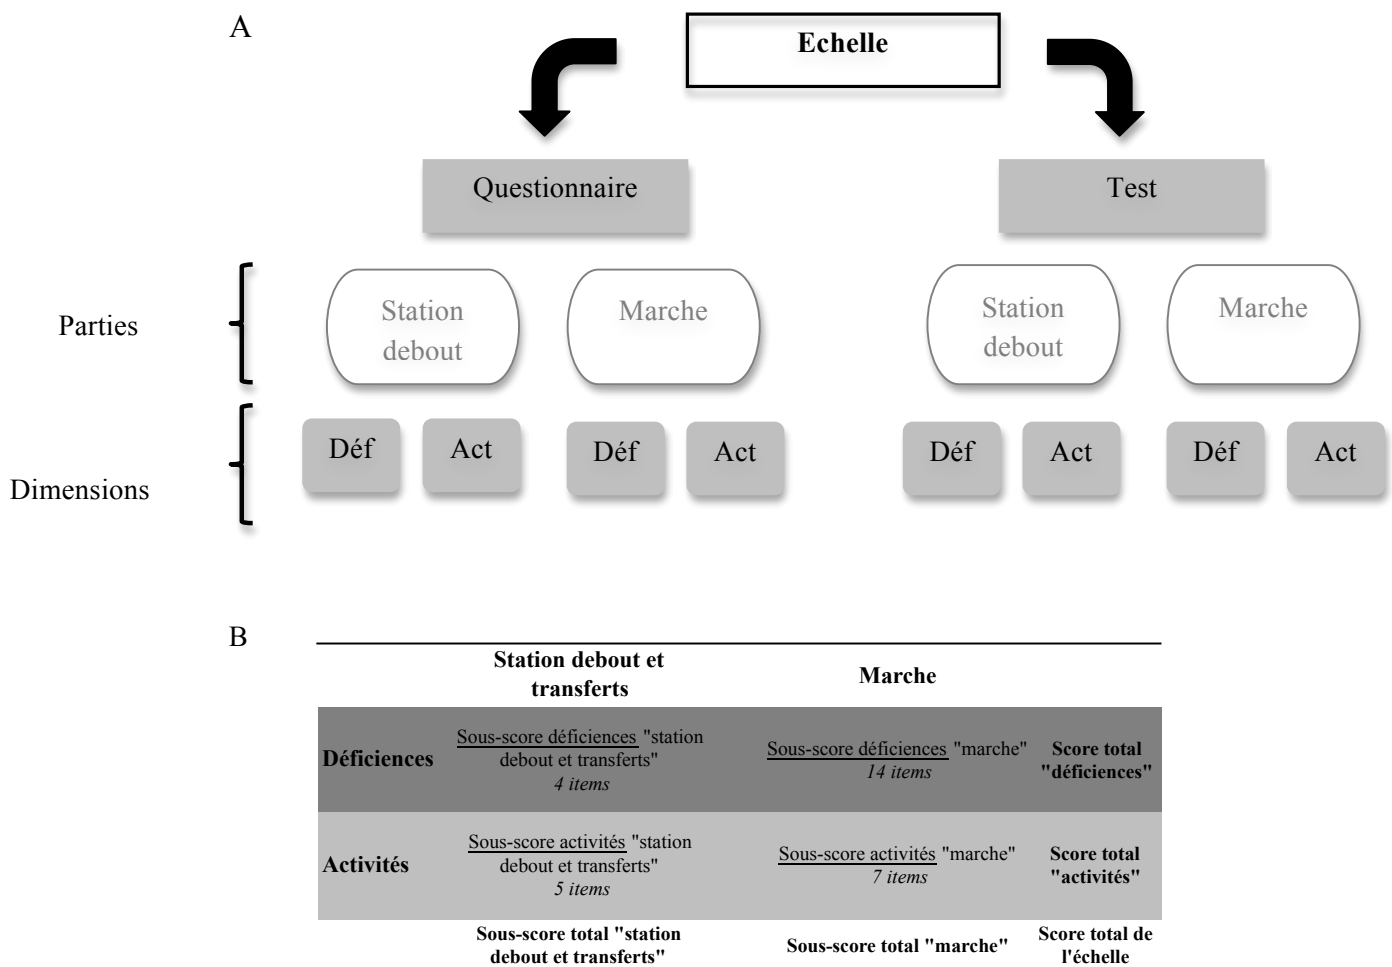 A
Echelle
Questionnaire
Test
Parties
Station
debout
Marche
Station
debout
Marche
Dimensions
Déf
Act
Déf
Act
Déf
Act
Déf
Act
B
Station debout et
transferts
Marche
Déficiences
Sous-score déficiences "station
debout et transferts"
4 items
Sous-score déficiences "marche"
14 items
Score total
"déficiences"
Activités
Sous-score activités "station
debout et transferts"
5 items
Sous-score activités "marche"
7 items
Score total
"activités"
Sous-score total "station
debout et transferts"
Sous-score total "marche"
Score total de
l'échelle